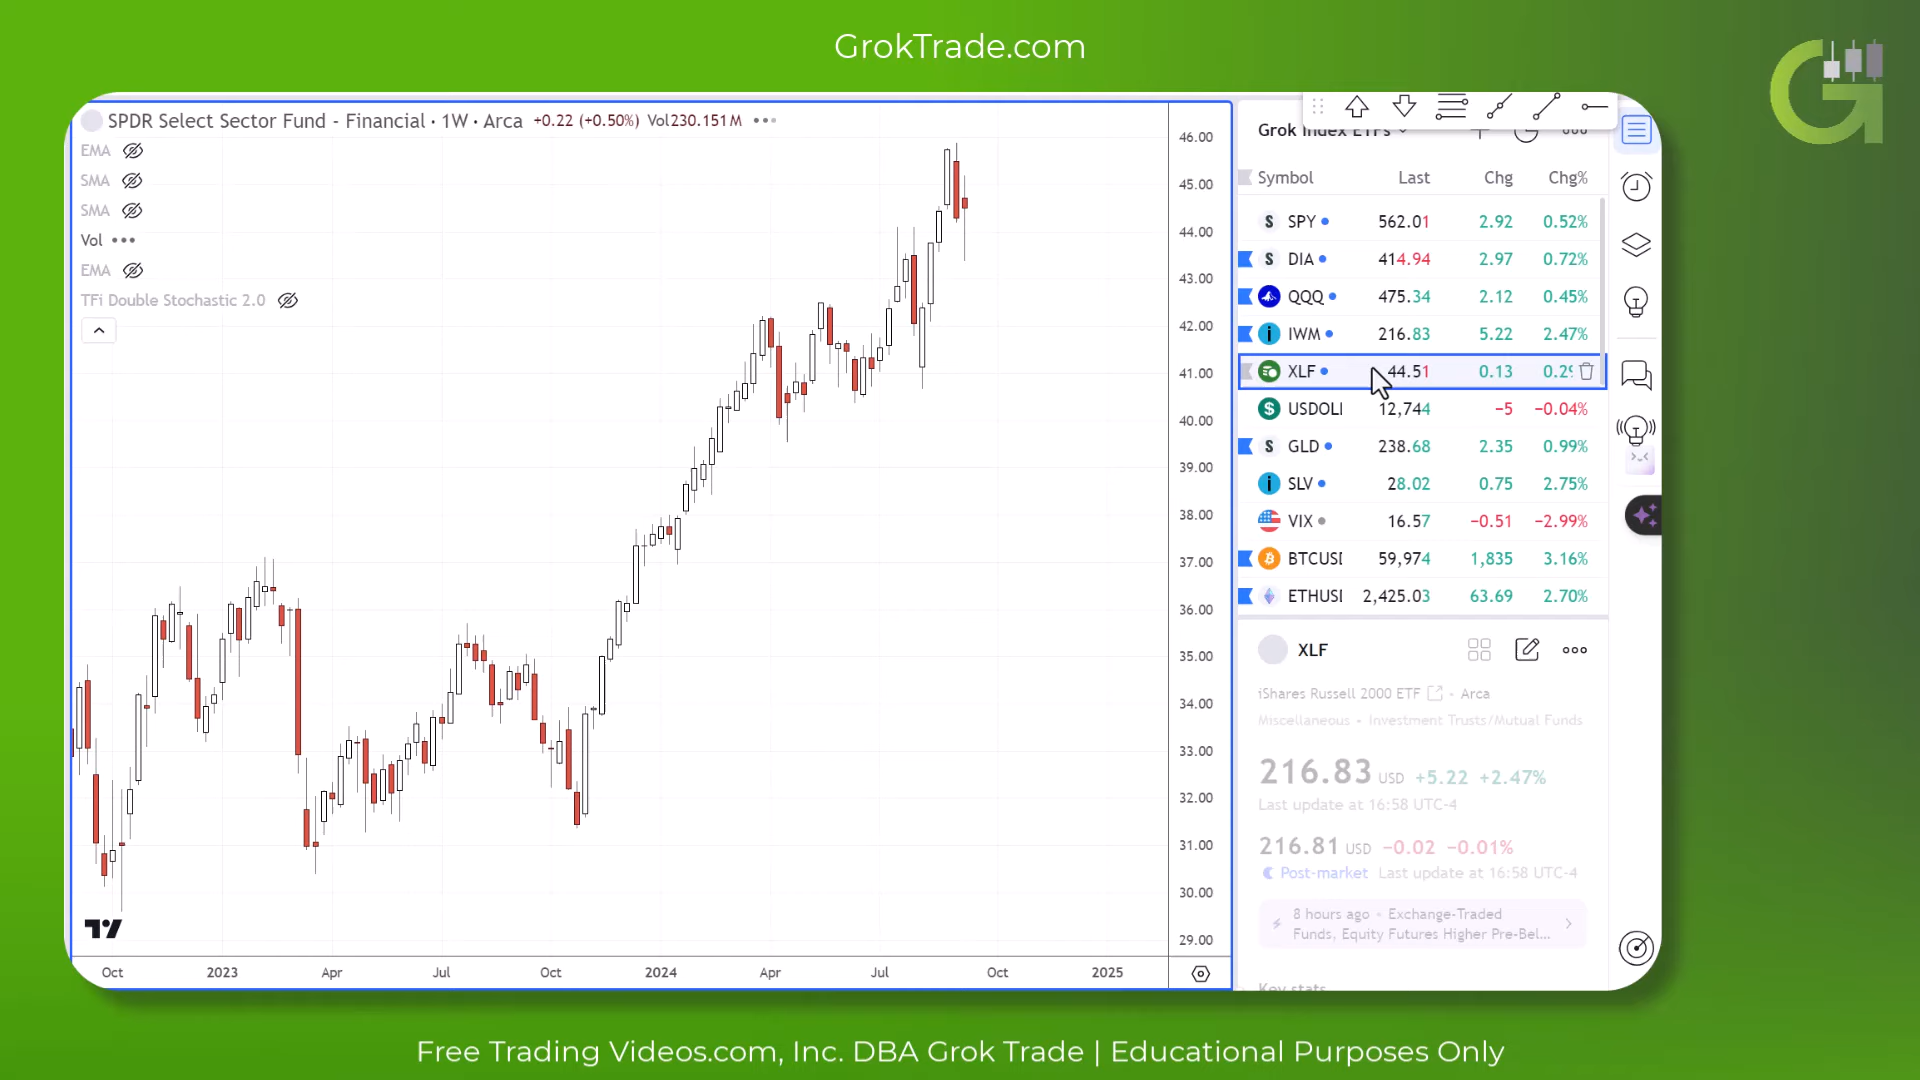 GrokTrade.com
SPDR Select Sector Fund - Financial · 1W · Arca +0.22 (+0.50%) Vol230.151M
EMA
SMA
SMA
Vol
EMA
TFi Double Stochastic 2.0
46.00
45.00
44.00
43.00
42.00
41.00
40.00
39.00
38.00
37.00
36.00
35.00
34.00
33.00
32.00
31.00
30.00
29.00
Oct 2023 Apr Jul Oct 2024 Apr Jul Oct 2025
Grok Index ETFs
Symbol Last Chg Chg%
SPY 562.01 2.92 0.52%
DIA 414.94 2.97 0.72%
QQQ 475.34 2.12 0.45%
IWM 216.83 5.22 2.47%
XLF 44.51 0.13 0.29
USDOLI 12,744 −5 −0.04%
GLD 238.68 2.35 0.99%
SLV 28.02 0.75 2.75%
VIX 16.57 −0.51 −2.99%
BTCUSI 59,974 1,835 3.16%
ETHUSI 2,425.03 63.69 2.70%
XLF
iShares Russell 2000 ETF · Arca
Miscellaneous · Investment Trusts/Mutual Funds
216.83 USD +5.22 +2.47%
Last update at 16:58 UTC-4
216.81 USD −0.02 −0.01%
Post-market Last update at 16:58 UTC-4
8 hours ago · Exchange-Traded
Funds, Equity Futures Higher Pre-Bel...
Key stats
Free Trading Videos.com, Inc. DBA Grok Trade | Educational Purposes Only